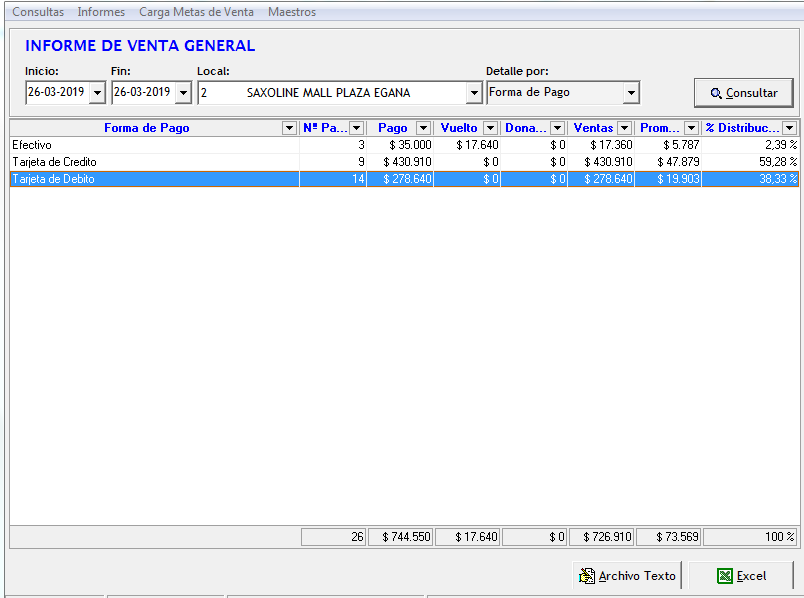 Consultas Informes Carga Metas de Venta Maestros
INFORME DE VENTA GENERAL
Inicio: Fin: Local: Detalle por:
26-03-2019 26-03-2019 2 SAXOLINE MALL PLAZA EGANA Forma de Pago Consultar
Forma de Pago Nº Pa... Pago Vuelto Dona... Ventas Prom... % Distribuc...
Efectivo 3 $ 35.000 $ 17.640 $ 0 $ 17.360 $ 5.787 2,39 %
Tarjeta de Credito 9 $ 430.910 $ 0 $ 0 $ 430.910 $ 47.879 59,28 %
Tarjeta de Debito 14 $ 278.640 $ 0 $ 0 $ 278.640 $ 19.903 38,33 %
26 $ 744.550 $ 17.640 $ 0 $ 726.910 $ 73.569 100 %
Archivo Texto Excel